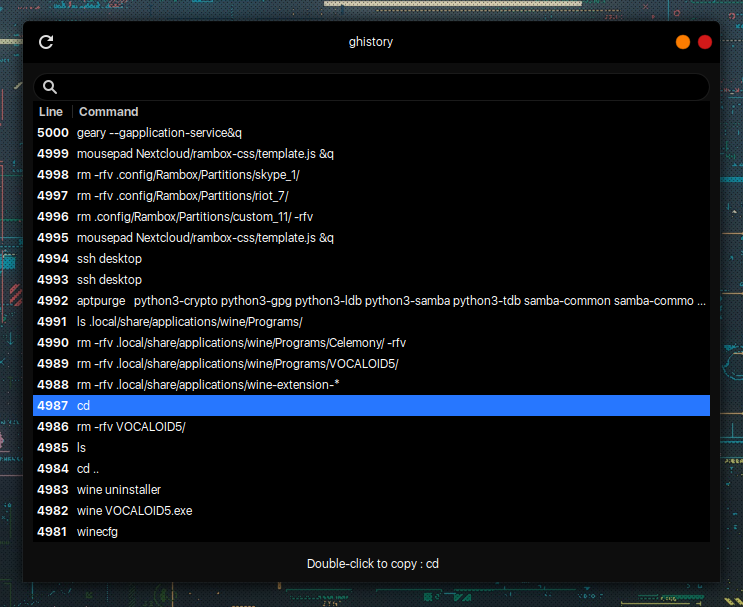 ghistory
Line Command
5000 geary --gapplication-service&q
4999 mousepad Nextcloud/rambox-css/template.js &q
4998 rm -rfv .config/Rambox/Partitions/skype_1/
4997 rm -rfv .config/Rambox/Partitions/riot_7/
4996 rm .config/Rambox/Partitions/custom_11/ -rfv
4995 mousepad Nextcloud/rambox-css/template.js &q
4994 ssh desktop
4993 ssh desktop
4992 aptpurge   python3-crypto python3-gpg python3-ldb python3-samba python3-tdb samba-common samba-commo ...
4991 ls .local/share/applications/wine/Programs/
4990 rm -rfv .local/share/applications/wine/Programs/Celemony/ -rfv
4989 rm -rfv .local/share/applications/wine/Programs/VOCALOID5/
4988 rm -rfv .local/share/applications/wine-extension-*
4987 cd
4986 rm -rfv VOCALOID5/
4985 ls
4984 cd ..
4983 wine uninstaller
4982 wine VOCALOID5.exe
4981 winecfg
Double-click to copy : cd